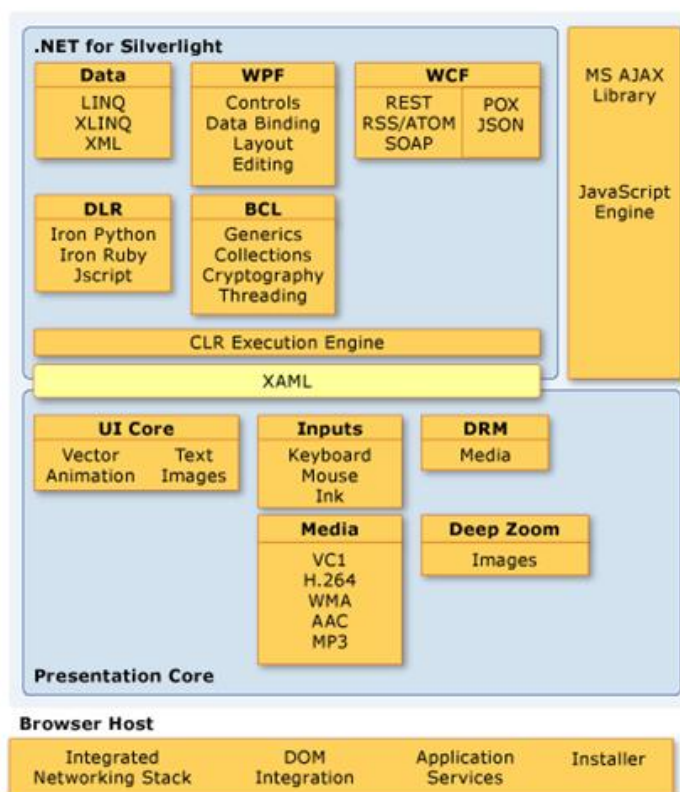 .NET for Silverlight
Data
LINQ
XLINQ
XML
WPF
Controls
Data Binding
Layout
Editing
WCF
REST
RSS/ATOM
SOAP
POX
JSON
MS AJAX
Library
JavaScript
Engine
DLR
Iron Python
Iron Ruby
Jscript
BCL
Generics
Collections
Cryptography
Threading
CLR Execution Engine
XAML
UI Core
Vector Text
Animation Images
Inputs
Keyboard
Mouse
Ink
DRM
Media
Media
VC1
H.264
WMA
AAC
MP3
Deep Zoom
Images
Presentation Core
Browser Host
Integrated
Networking Stack
DOM
Integration
Application
Services
Installer